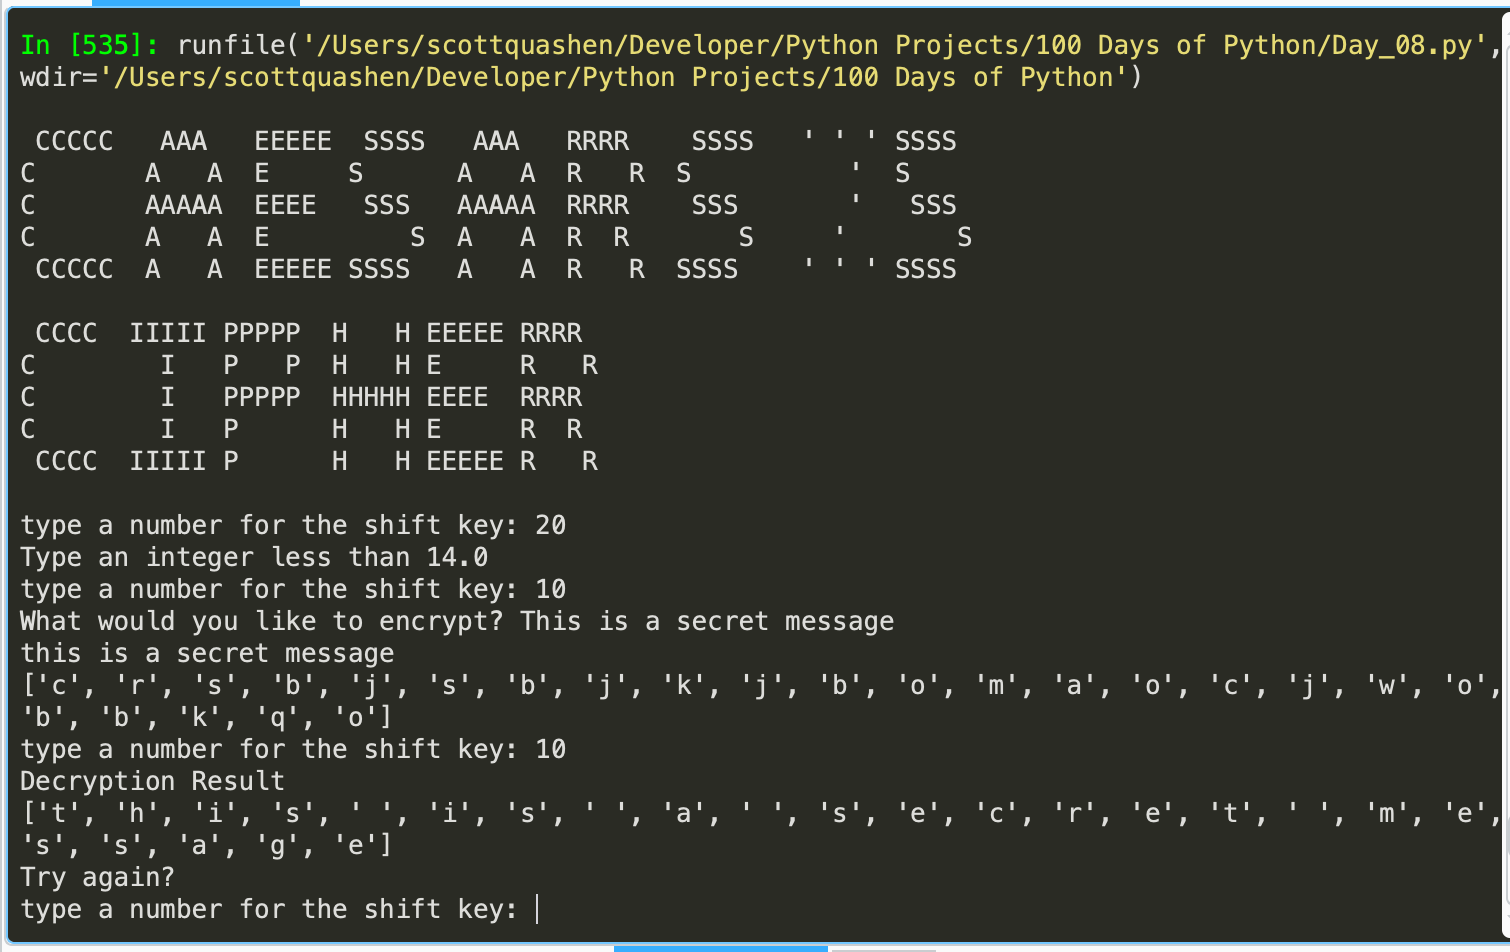 In [535]: runfile('/Users/scottquashen/Developer/Python Projects/100 Days of Python/Day_08.py',
wdir='/Users/scottquashen/Developer/Python Projects/100 Days of Python')

 CCCCC   AAA   EEEEE  SSSS   AAA   RRRR    SSSS   ' ' ' SSSS
C       A   A  E     S      A   A  R   R  S          '  S
C       AAAAA  EEEE   SSS   AAAAA  RRRR    SSS       '   SSS
C       A   A  E         S  A   A  R  R       S     '       S
 CCCCC  A   A  EEEEE SSSS   A   A  R   R  SSSS    ' ' ' SSSS

 CCCC  IIIII PPPPP  H   H EEEEE RRRR
C        I   P   P  H   H E     R   R
C        I   PPPPP  HHHHH EEEE  RRRR
C        I   P      H   H E     R  R
 CCCC  IIIII P      H   H EEEEE R   R

type a number for the shift key: 20
Type an integer less than 14.0
type a number for the shift key: 10
What would you like to encrypt? This is a secret message
this is a secret message
['c', 'r', 's', 'b', 'j', 's', 'b', 'j', 'k', 'j', 'b', 'o', 'm', 'a', 'o', 'c', 'j', 'w', 'o',
'b', 'b', 'k', 'q', 'o']
type a number for the shift key: 10
Decryption Result
['t', 'h', 'i', 's', ' ', 'i', 's', ' ', 'a', ' ', 's', 'e', 'c', 'r', 'e', 't', ' ', 'm', 'e',
's', 's', 'a', 'g', 'e']
Try again?
type a number for the shift key: